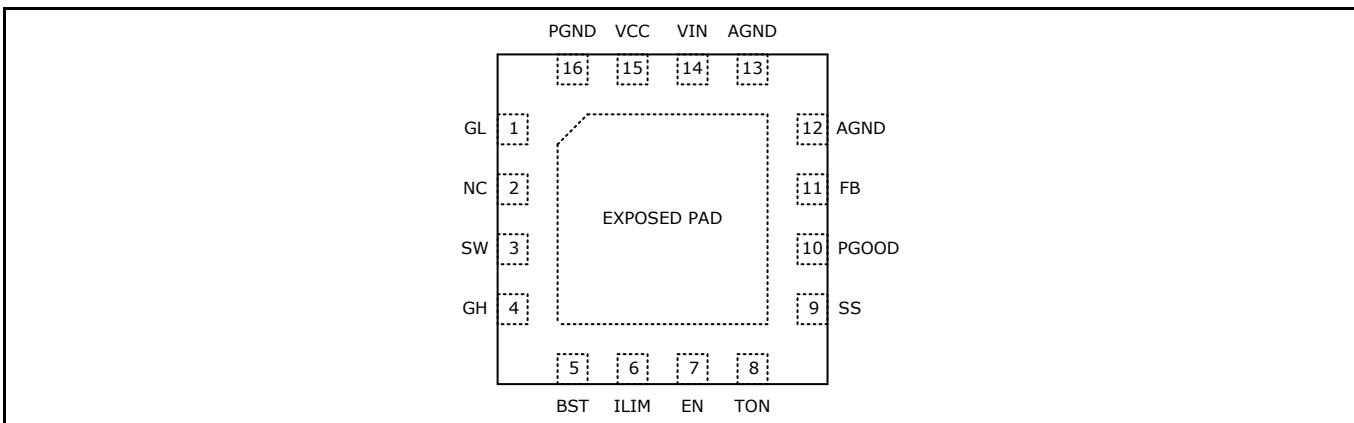 PGND VCC VIN AGND
16 15 14 13
GL 1 12 AGND
NC 2 11 FB
EXPOSED PAD
SW 3 10 PGOOD
GH 4 9 SS
5 6 7 8
BST ILIM EN TON